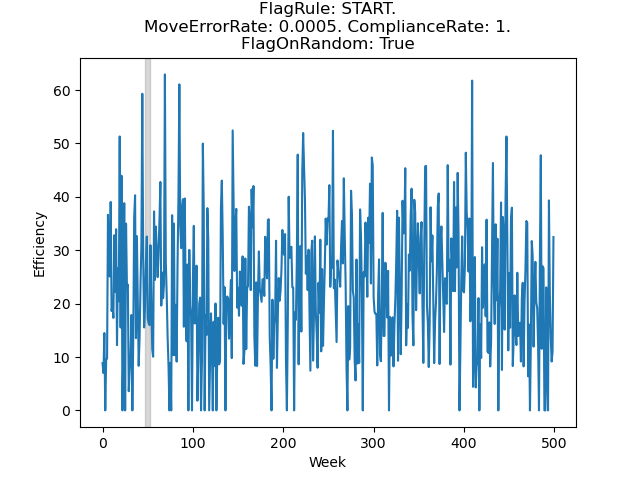 FlagRule: START.
MoveErrorRate: 0.0005. ComplianceRate: 1.
FlagOnRandom: True
Efficiency
60
50
40
30
20
10
0
0 100 200 300 400 500
Week